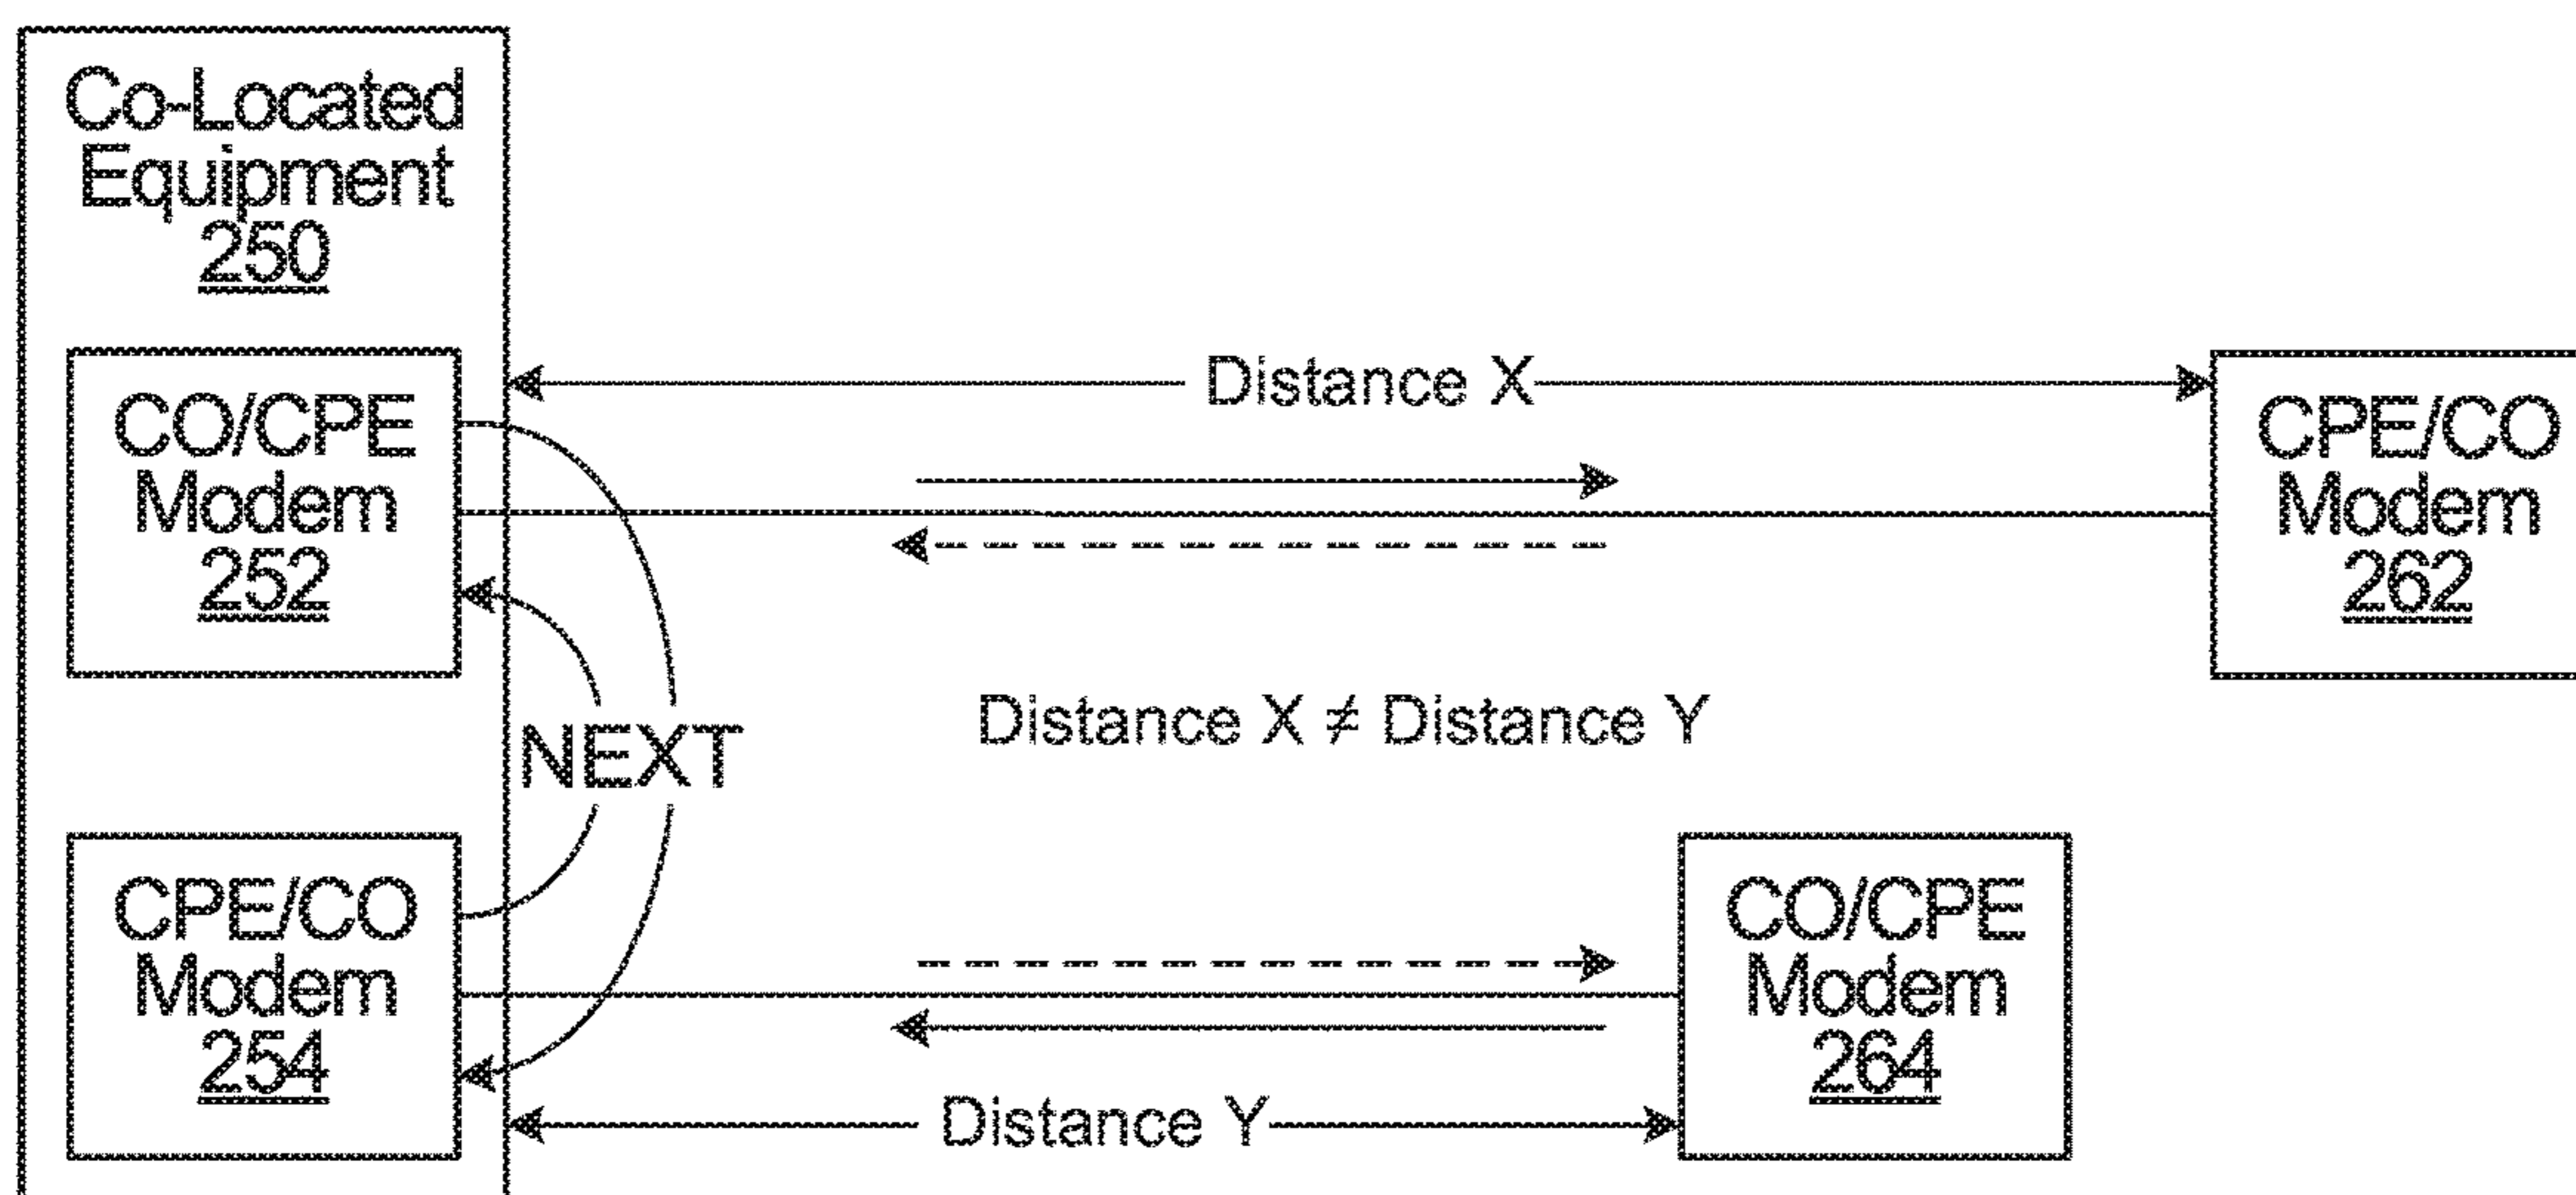 Co-Located
Equipment
250
Distance X
CO/CPE
Modem
252
CPE/CO
Modem
262
NEXT
Distance X ≠ Distance Y
CPE/CO
Modem
254
CO/CPE
Modem
264
Distance Y